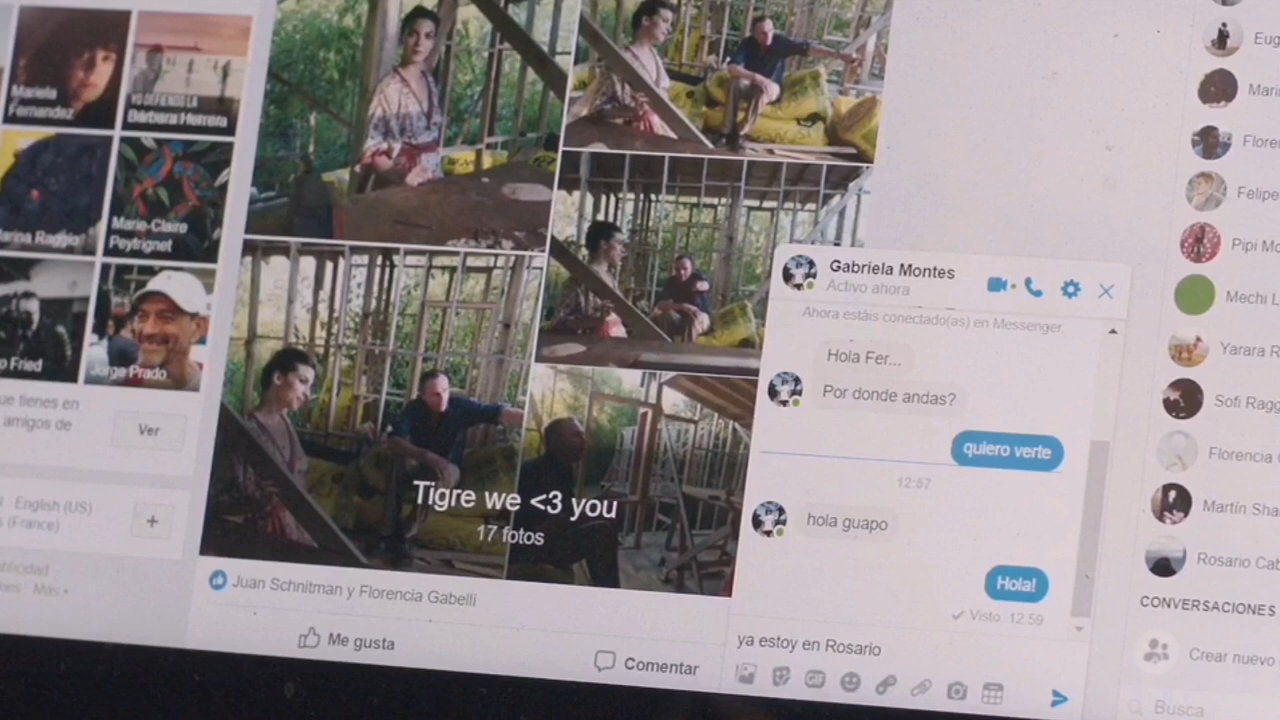 Mariela
Fernandez
YO DEFIENDO LA
Bárbara Herrera
Marina Raggio
Marie-Claire
Peytrignet
o Fried
Jorge Prado
ue tienes en
amigos de
Ver
English (US)
(France)
+
Más
Tigre we <3 you
17 fotos
Juan Schnitman y Florencia Gabelli
Me gusta
Comentar
Gabriela Montes
Activo ahora
Ahora estáis conectado(as) en Messenger.
Hola Fer...
Por donde andas?
quiero verte
12:57
hola guapo
Hola!
Visto: 12:59
ya estoy en Rosario
GIF
Eug
Mari
Flore
Felipe
Pipi Mo
Mechi L
Yarara R
Sofi Ragg
Florencia
Martín Sha
Rosario Cab
CONVERSACIONES
Crear nuevo
Busca